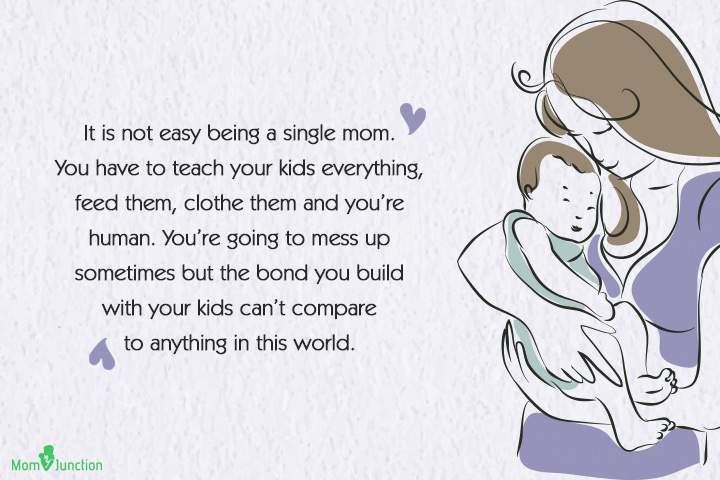 It is not easy being a single mom.
You have to teach your kids everything,
feed them, clothe them and you’re
human. You’re going to mess up
sometimes but the bond you build
with your kids can’t compare
to anything in this world.
Mom Junction